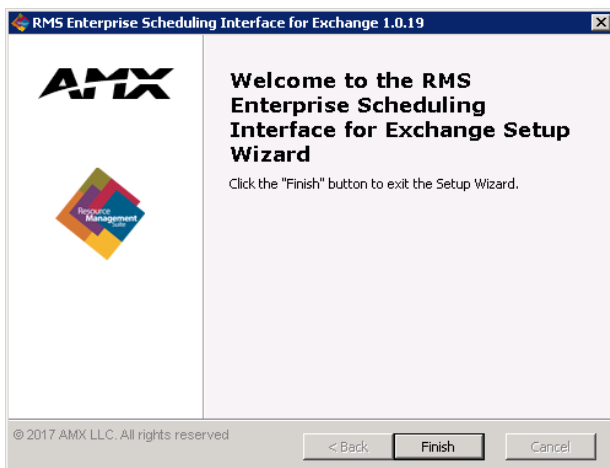 RMS Enterprise Scheduling Interface for Exchange 1.0.19
AMX
Welcome to the RMS
Enterprise Scheduling
Interface for Exchange Setup
Wizard
Click the "Finish" button to exit the Setup Wizard.
Resource
Management
Suite
© 2017 AMX LLC. All rights reserved
< Back
Finish
Cancel